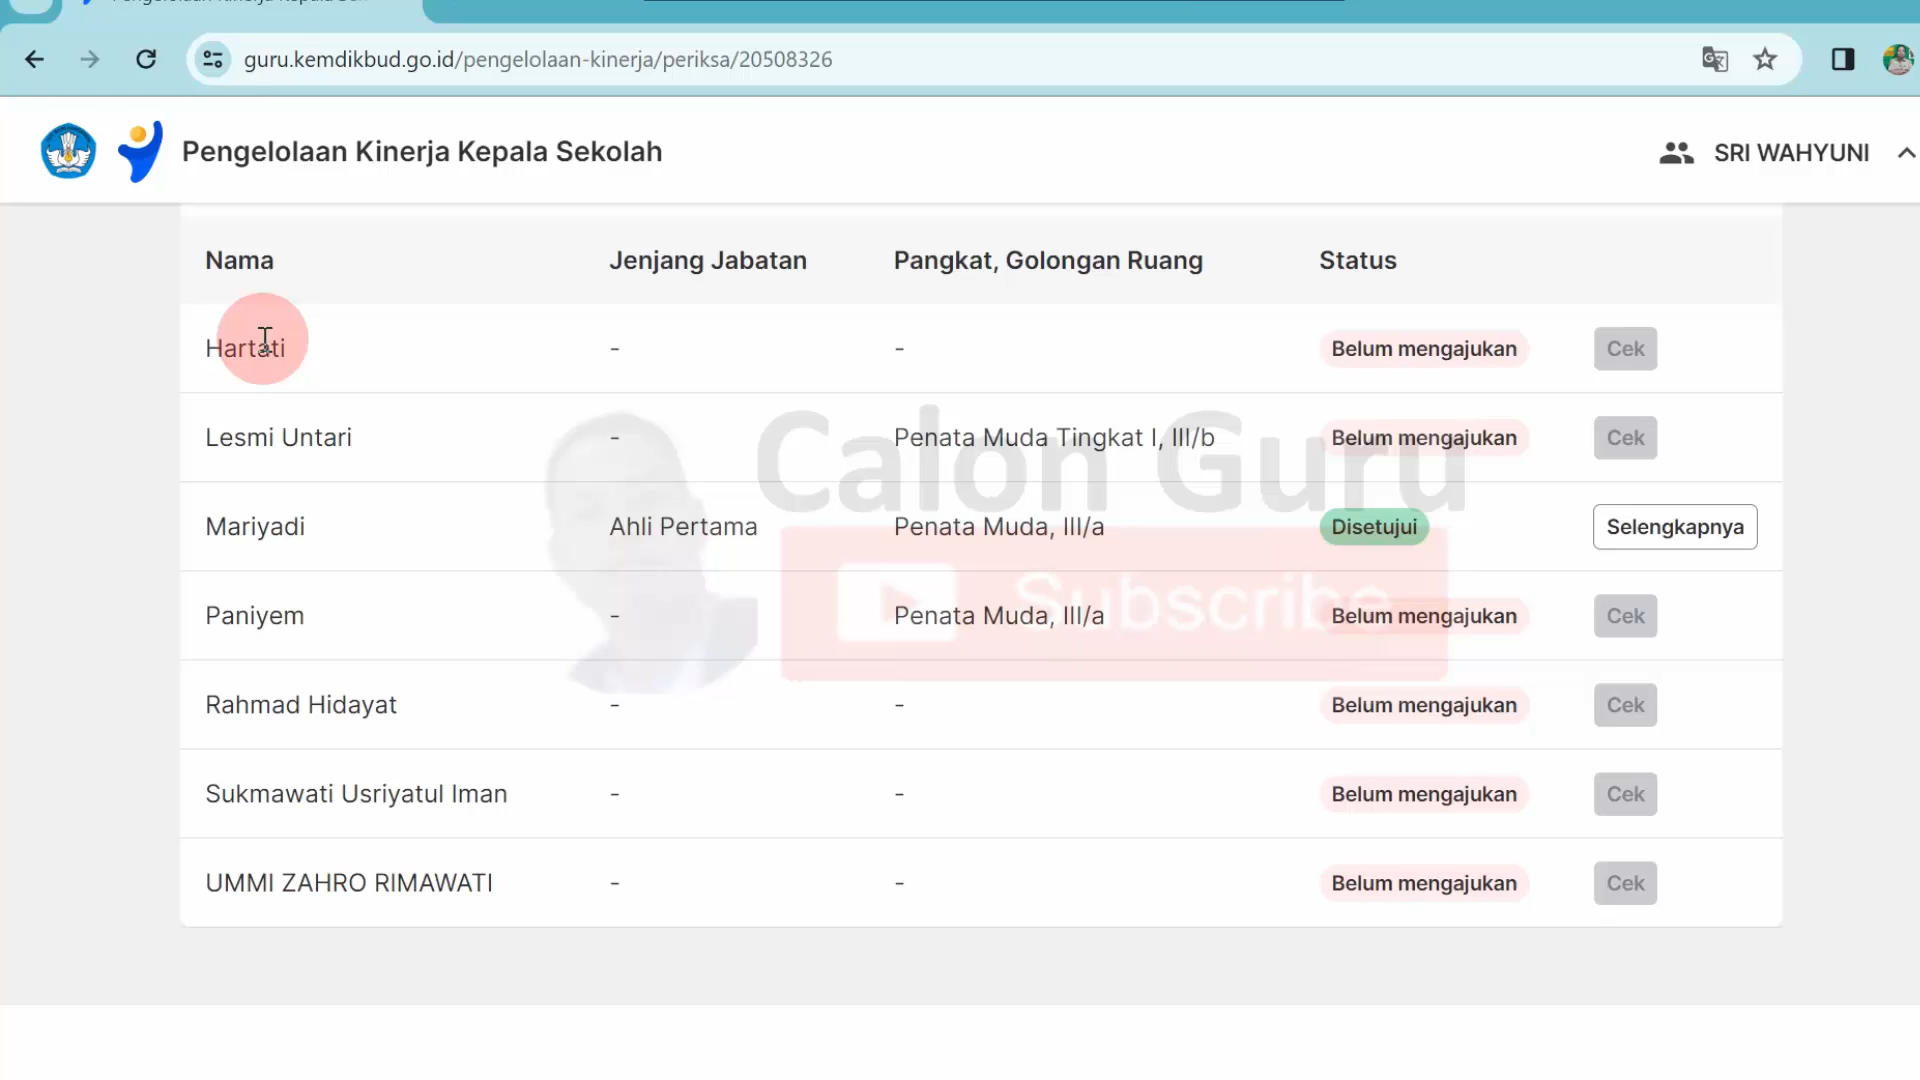 guru.kemdikbud.go.id/pengelolaan-kinerja/periksa/20508326
Pengelolaan Kinerja Kepala Sekolah
SRI WAHYUNI
Nama Jenjang Jabatan Pangkat, Golongan Ruang Status
Hartati - - Belum mengajukan Cek
Lesmi Untari - Penata Muda Tingkat I, III/b Belum mengajukan Cek
Calon Guru
Mariyadi Ahli Pertama Penata Muda, III/a Disetujui Selengkapnya
Subscribe
Paniyem - Penata Muda, III/a Belum mengajukan Cek
Rahmad Hidayat - - Belum mengajukan Cek
Sukmawati Usriyatul Iman - - Belum mengajukan Cek
UMMI ZAHRO RIMAWATI - - Belum mengajukan Cek